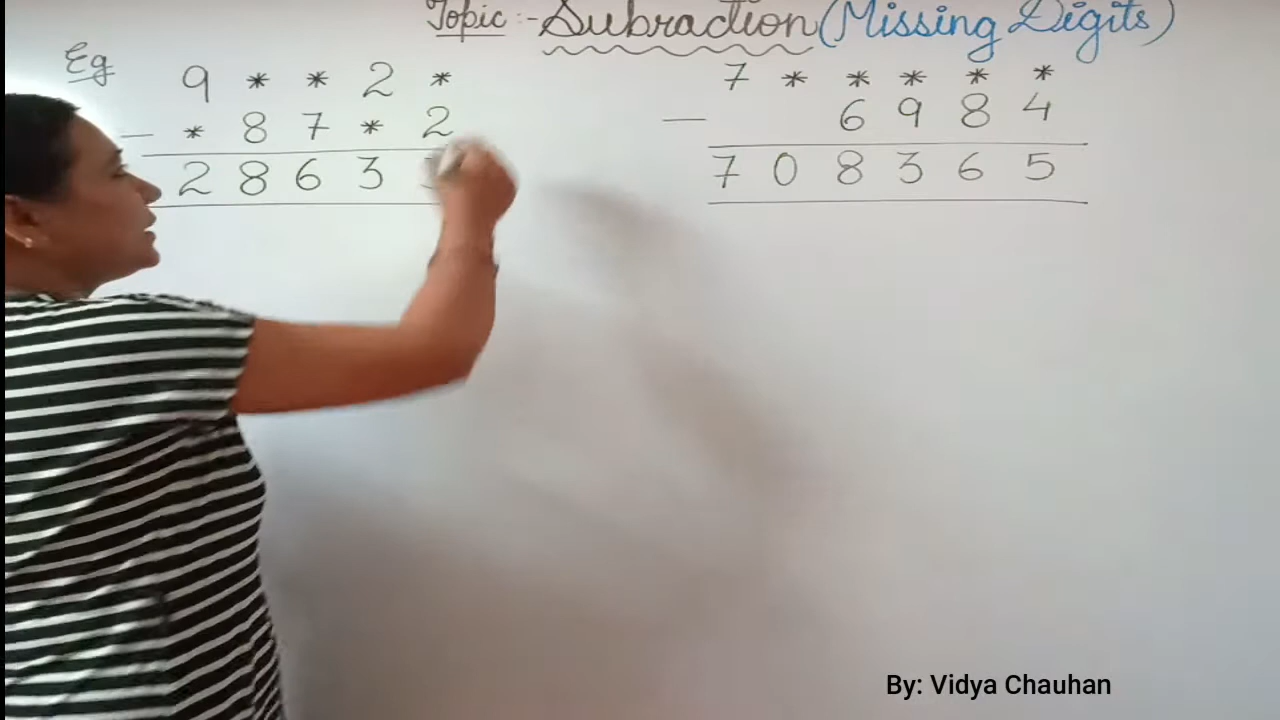 Topic :- Subraction (Missing Digits)
Eg
9 * * 2 *
- * 8 7 * 2
2 8 6 3
7 * * * * *
- 6 9 8 4
7 0 8 3 6 5
By: Vidya Chauhan